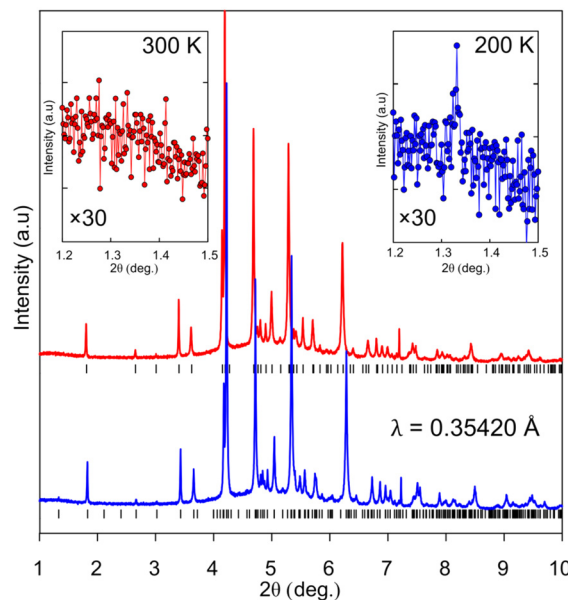 300 K
Intensity (a.u)
×30
1.2 1.3 1.4 1.5
2θ (deg.)
200 K
Intensity (a.u)
×30
1.2 1.3 1.4 1.5
2θ (deg.)
Intensity (a.u)
λ = 0.35420 Å
1 2 3 4 5 6 7 8 9 10
2θ (deg.)